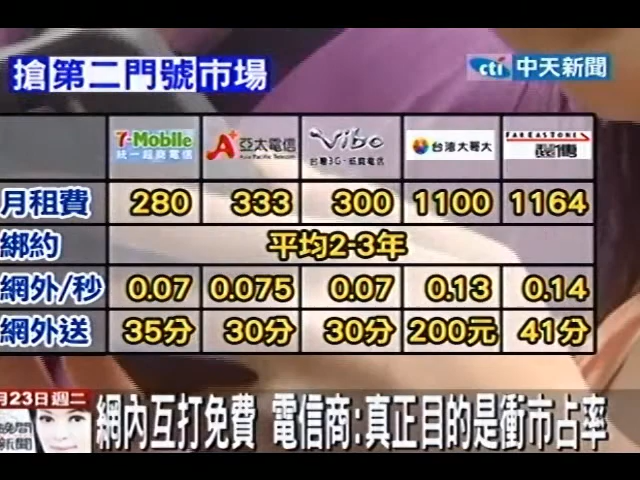 搶第二門號市場
cti 中天新聞
7-Mobile 統一超商電信
A+ 亞太電信 Asia Pacific Telecom
Vibo 台灣3G-威寶電信
台灣大哥大
FAREASTONE 遠傳
月租費 280 333 300 1100 1164
綁約 平均2-3年
網外/秒 0.07 0.075 0.07 0.13 0.14
網外送 35分 30分 30分 200元 41分
月23日週二
晚間新聞
網內互打免費 電信商:真正目的是衝市占率